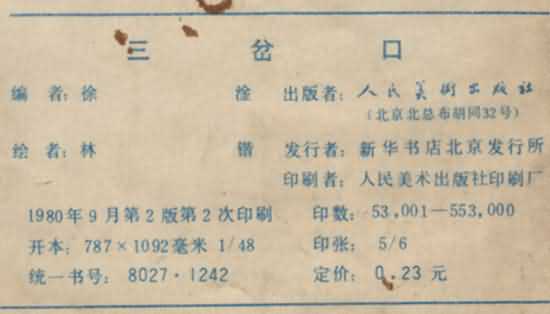 三岔口
编者：徐淦 出版者：人民美術出版社
（北京北总布胡同32号）
绘者：林锴 发行者：新华书店北京发行所
印刷者：人民美术出版社印刷厂
1980年9月第2版第2次印刷 印数：53,001—553,000
开本：787×1092毫米 1/48 印张：5/6
统一书号：8027·1242 定价：0.23元